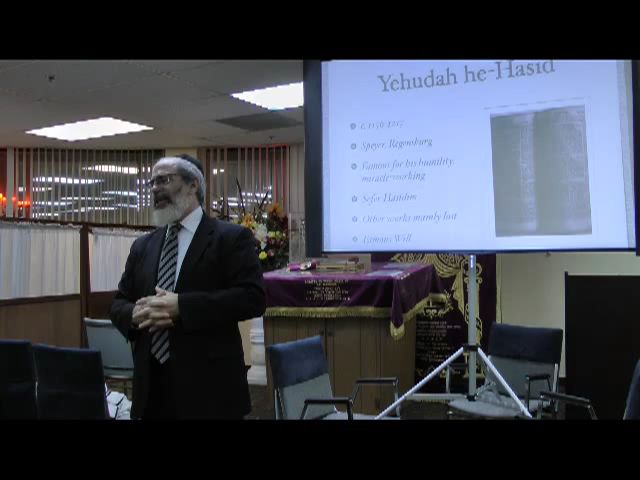 Yehudah he-Hasid
c. 1150-1217
Speyer, Regensburg
Famous for his humility,
miracle-working
Sefer Hasidim
Other works mainly lost
Famous Will